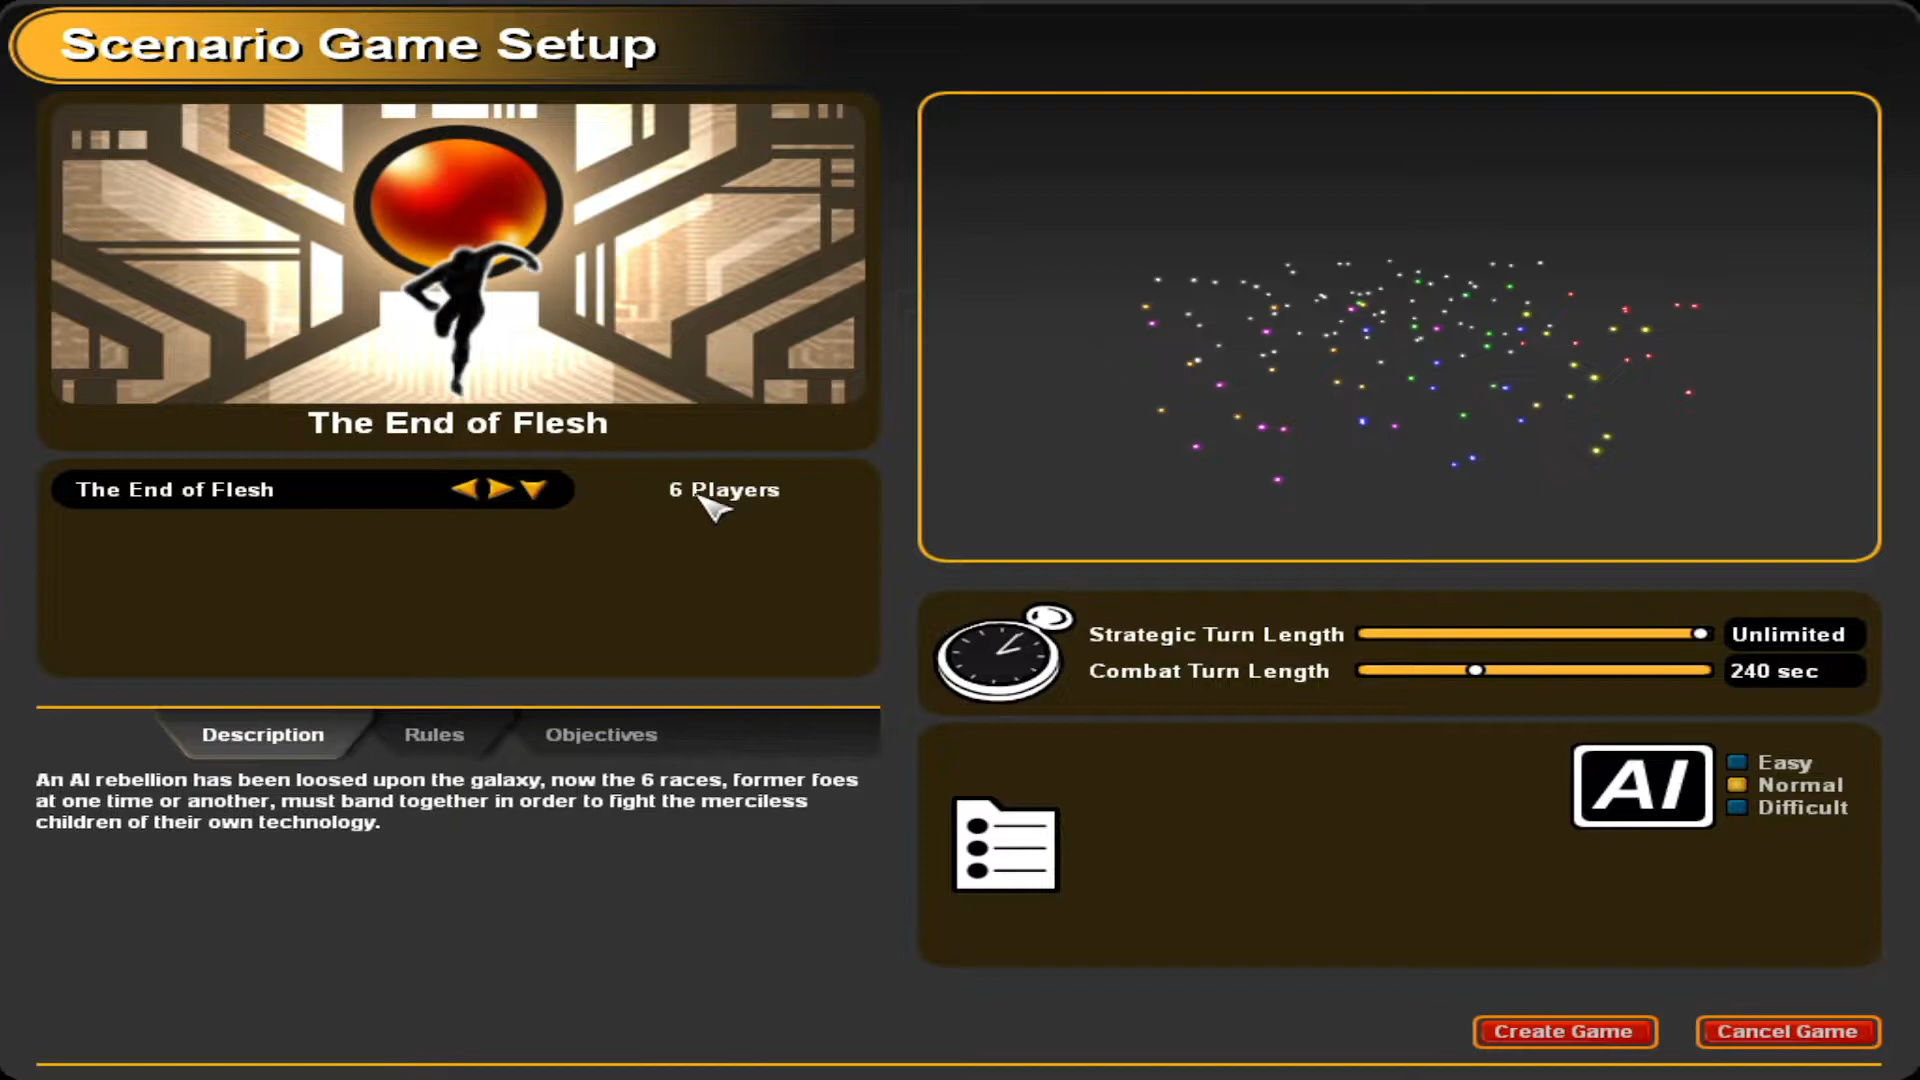 Scenario Game Setup
The End of Flesh
The End of Flesh
6 Players
Strategic Turn Length
Unlimited
Combat Turn Length
240 sec
Description
Rules
Objectives
An AI rebellion has been loosed upon the galaxy, now the 6 races, former foes
at one time or another, must band together in order to fight the merciless
children of their own technology.
AI
Easy
Normal
Difficult
Create Game
Cancel Game